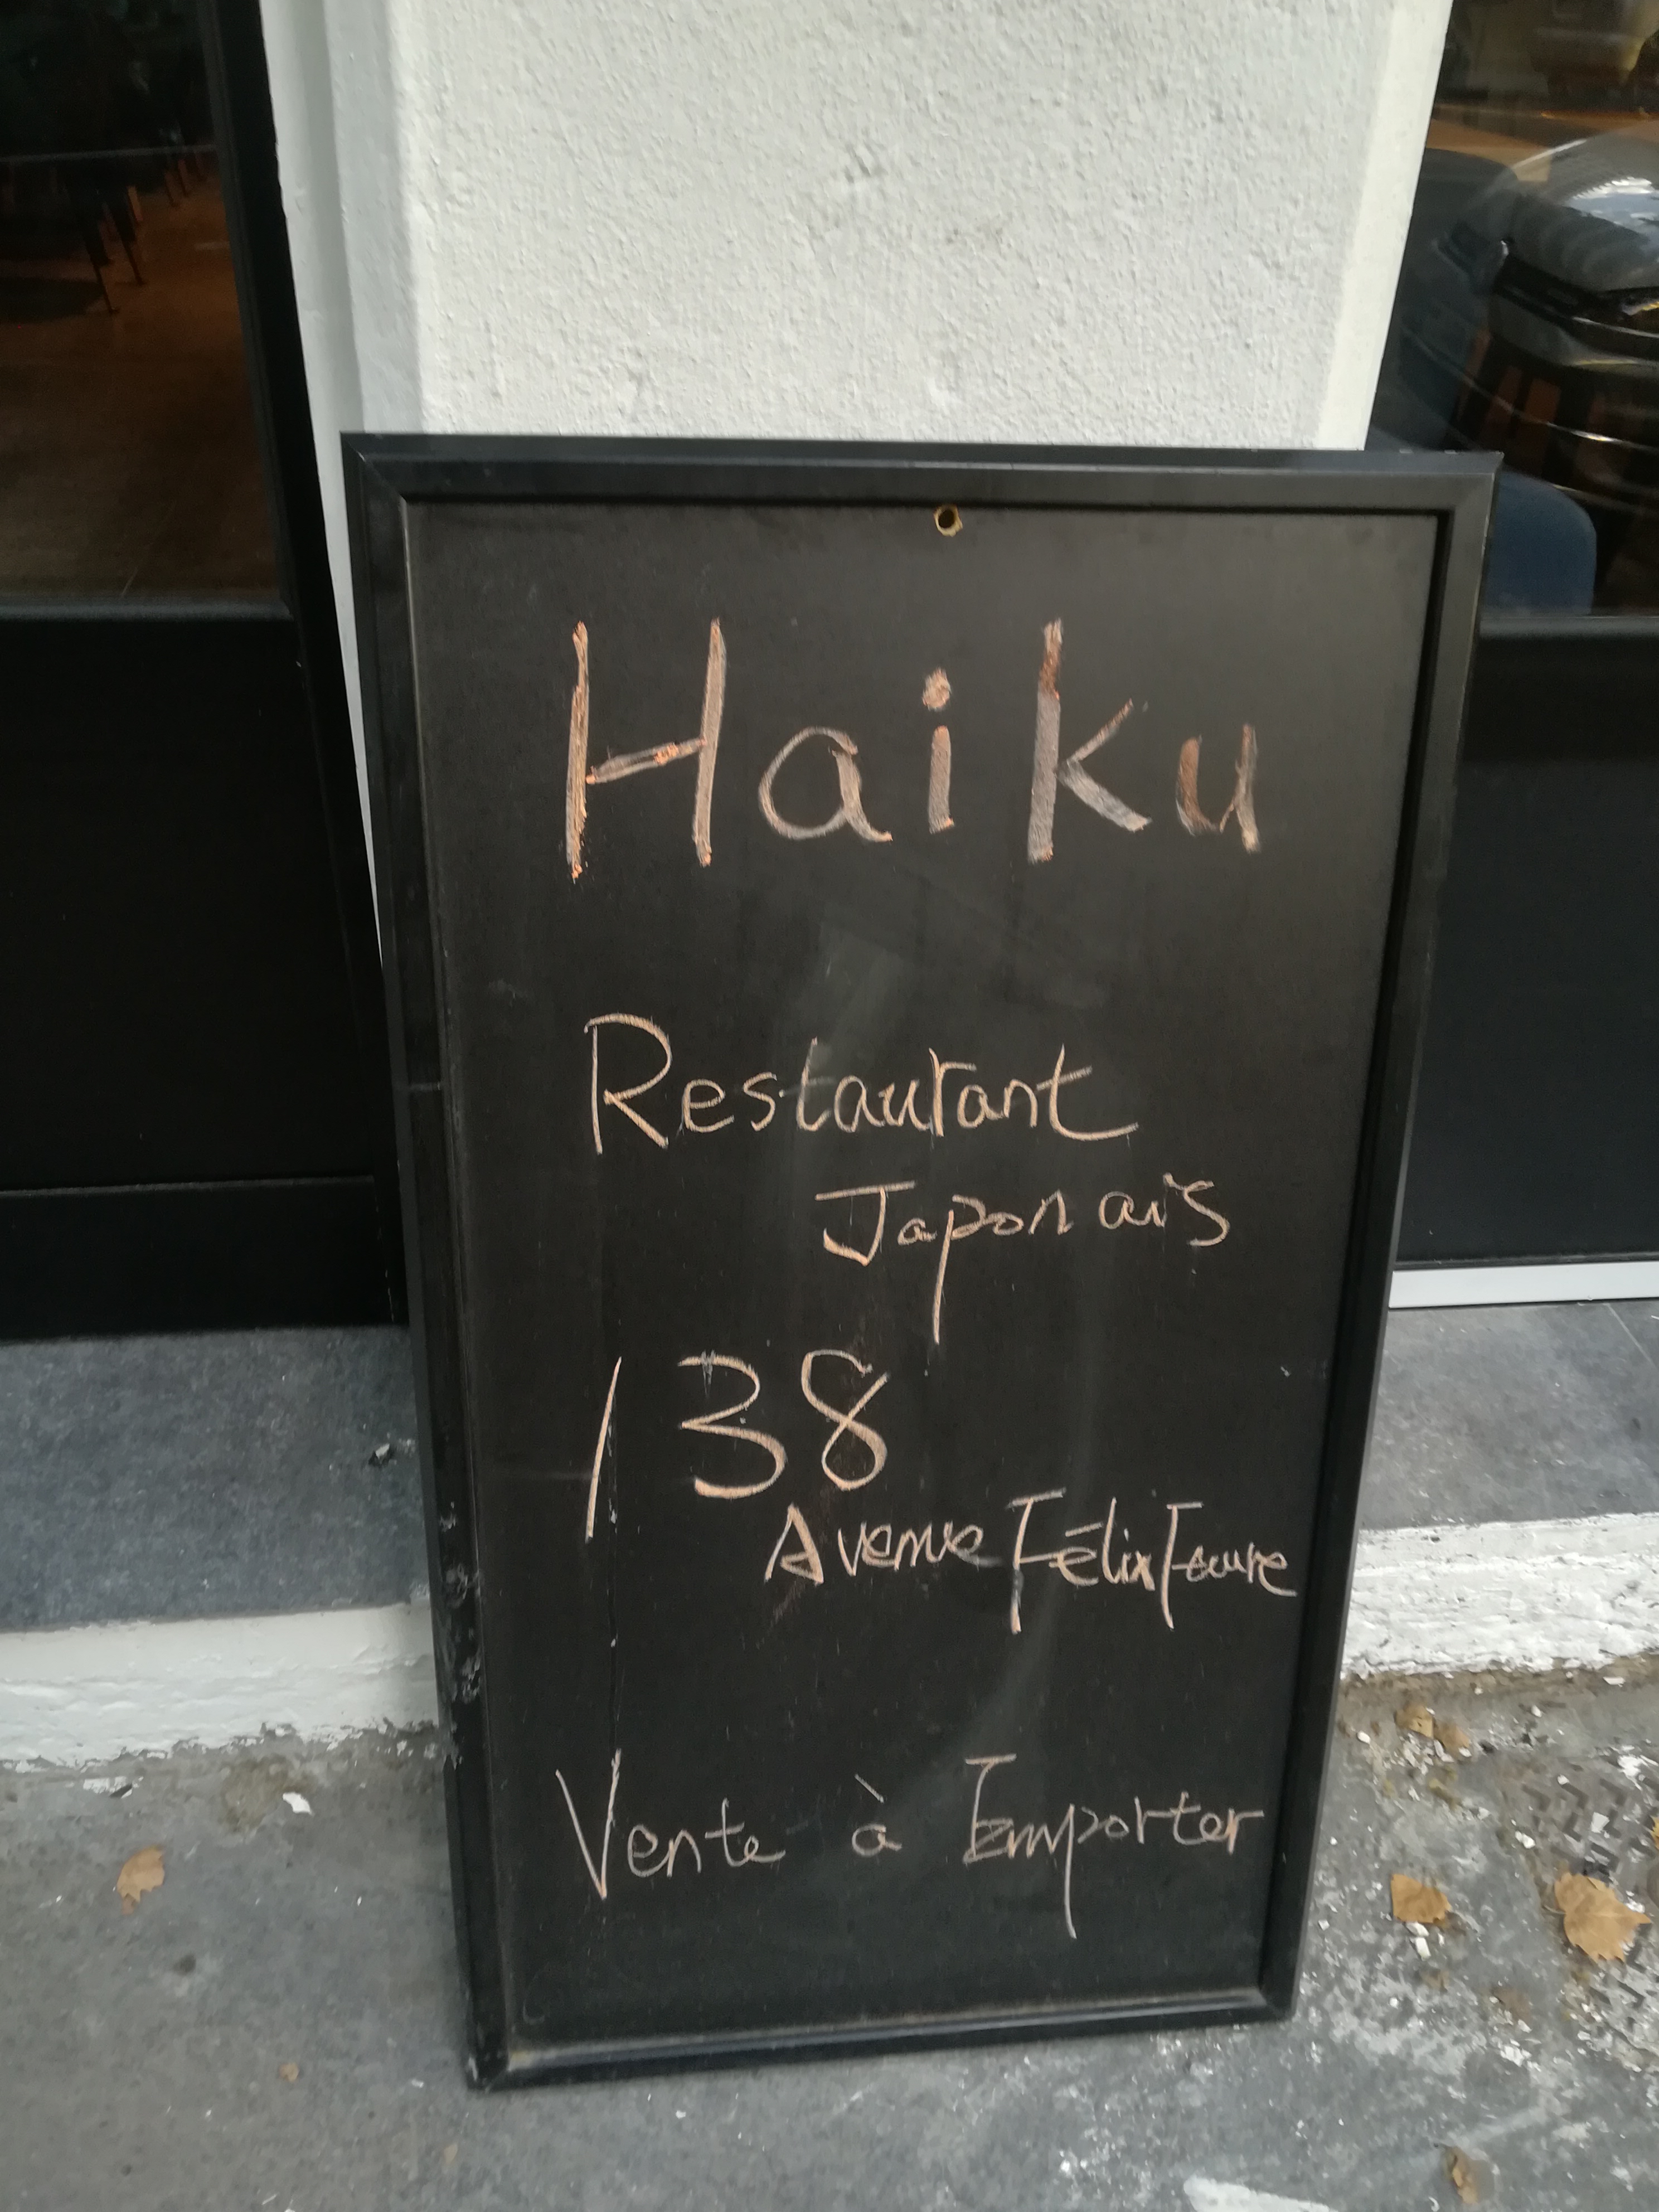 Haiku
Restaurant
Japonais
138
Avenue Félix Faure
Vente à Emporter